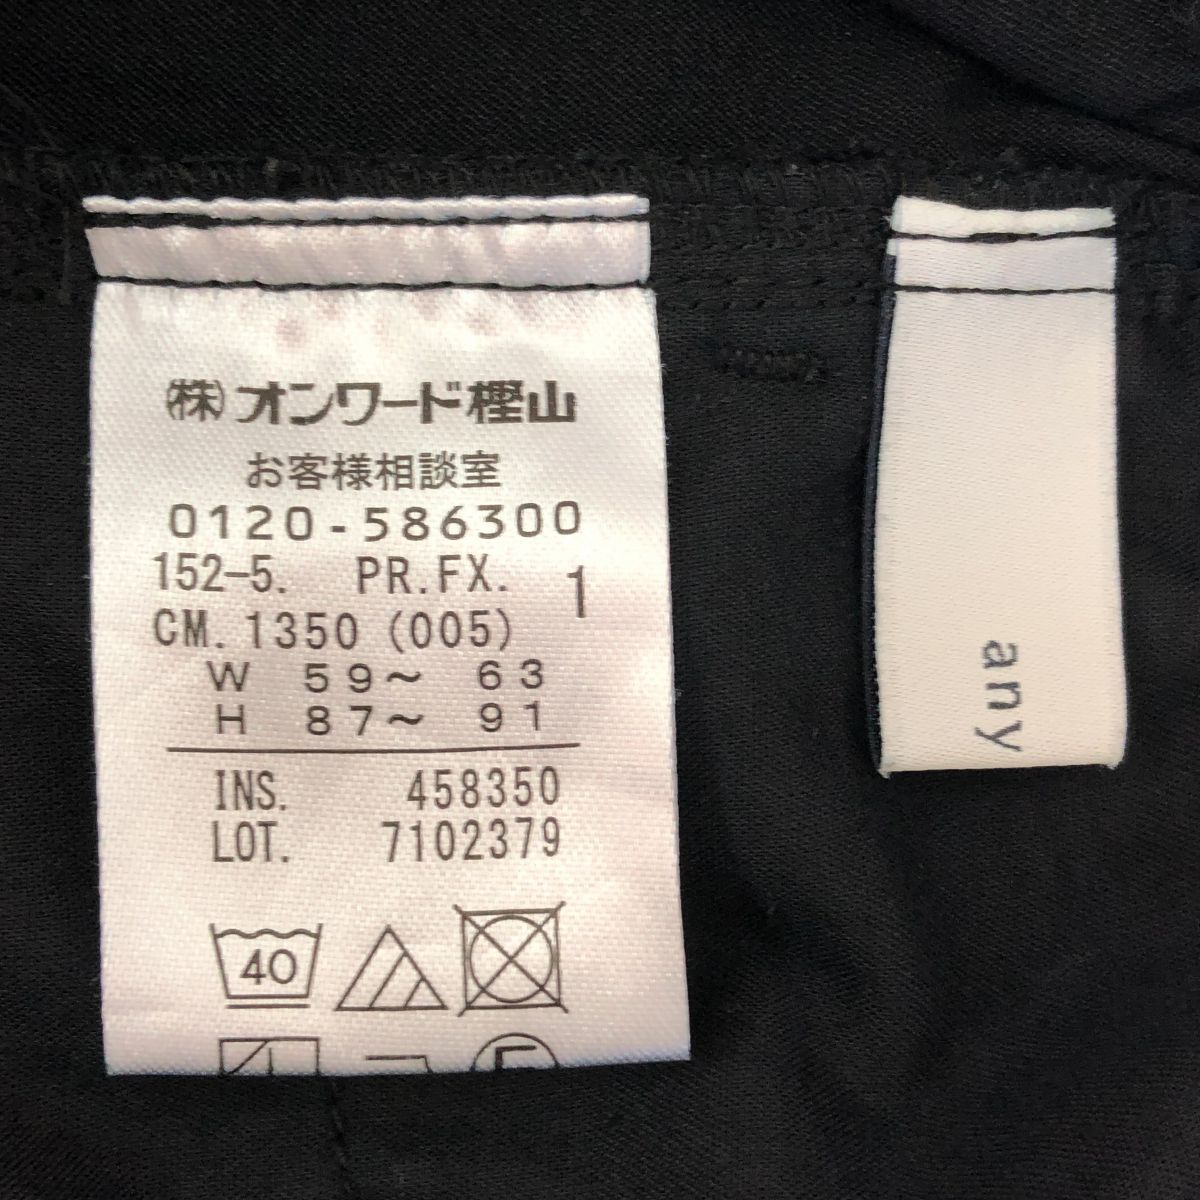 (株)オンワード樫山
お客様相談室
0120-586300
152-5. PR.FX. 1
CM.1350 (005)
W 59〜 63
H 87〜 91
INS. 458350
LOT. 7102379
40
any